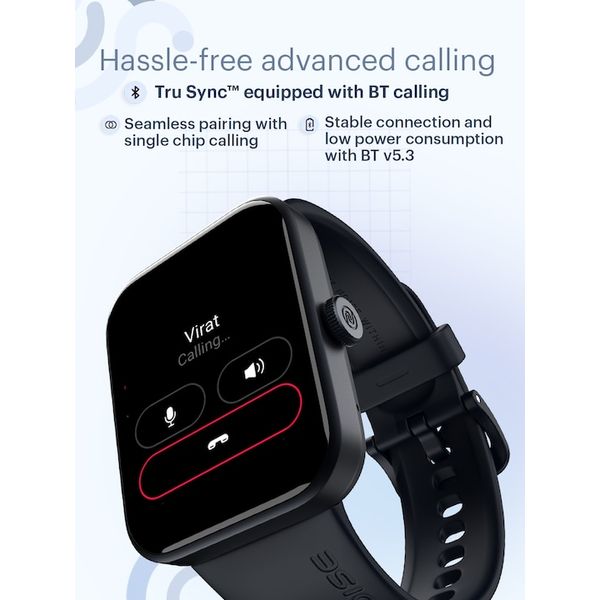 Hassle-free advanced calling
Tru Sync™ equipped with BT calling
Seamless pairing with
single chip calling
Stable connection and
low power consumption
with BT v5.3
Virat
Calling...